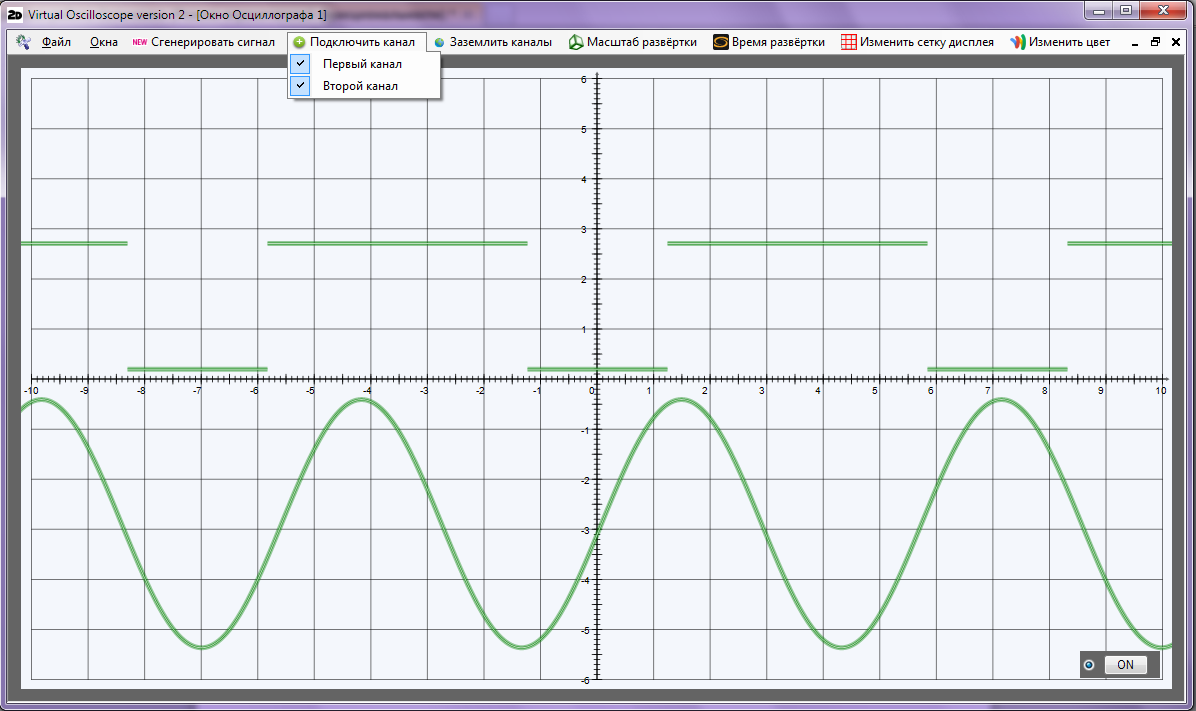 2D Virtual Oscilloscope version 2 - [Окно Осциллографа 1]
Файл Окна NEW Сгенерировать сигнал Подключить канал Заземлить каналы Масштаб развёртки Время развёртки Изменить сетку дисплея Изменить цвет
Первый канал
Второй канал
6
5
4
3
2
1
-10 -9 -8 -7 -6 -5 -4 -3 -2 -1 0 1 2 3 4 5 6 7 8 9 10
-1
-2
-3
-4
-5
-6
ON